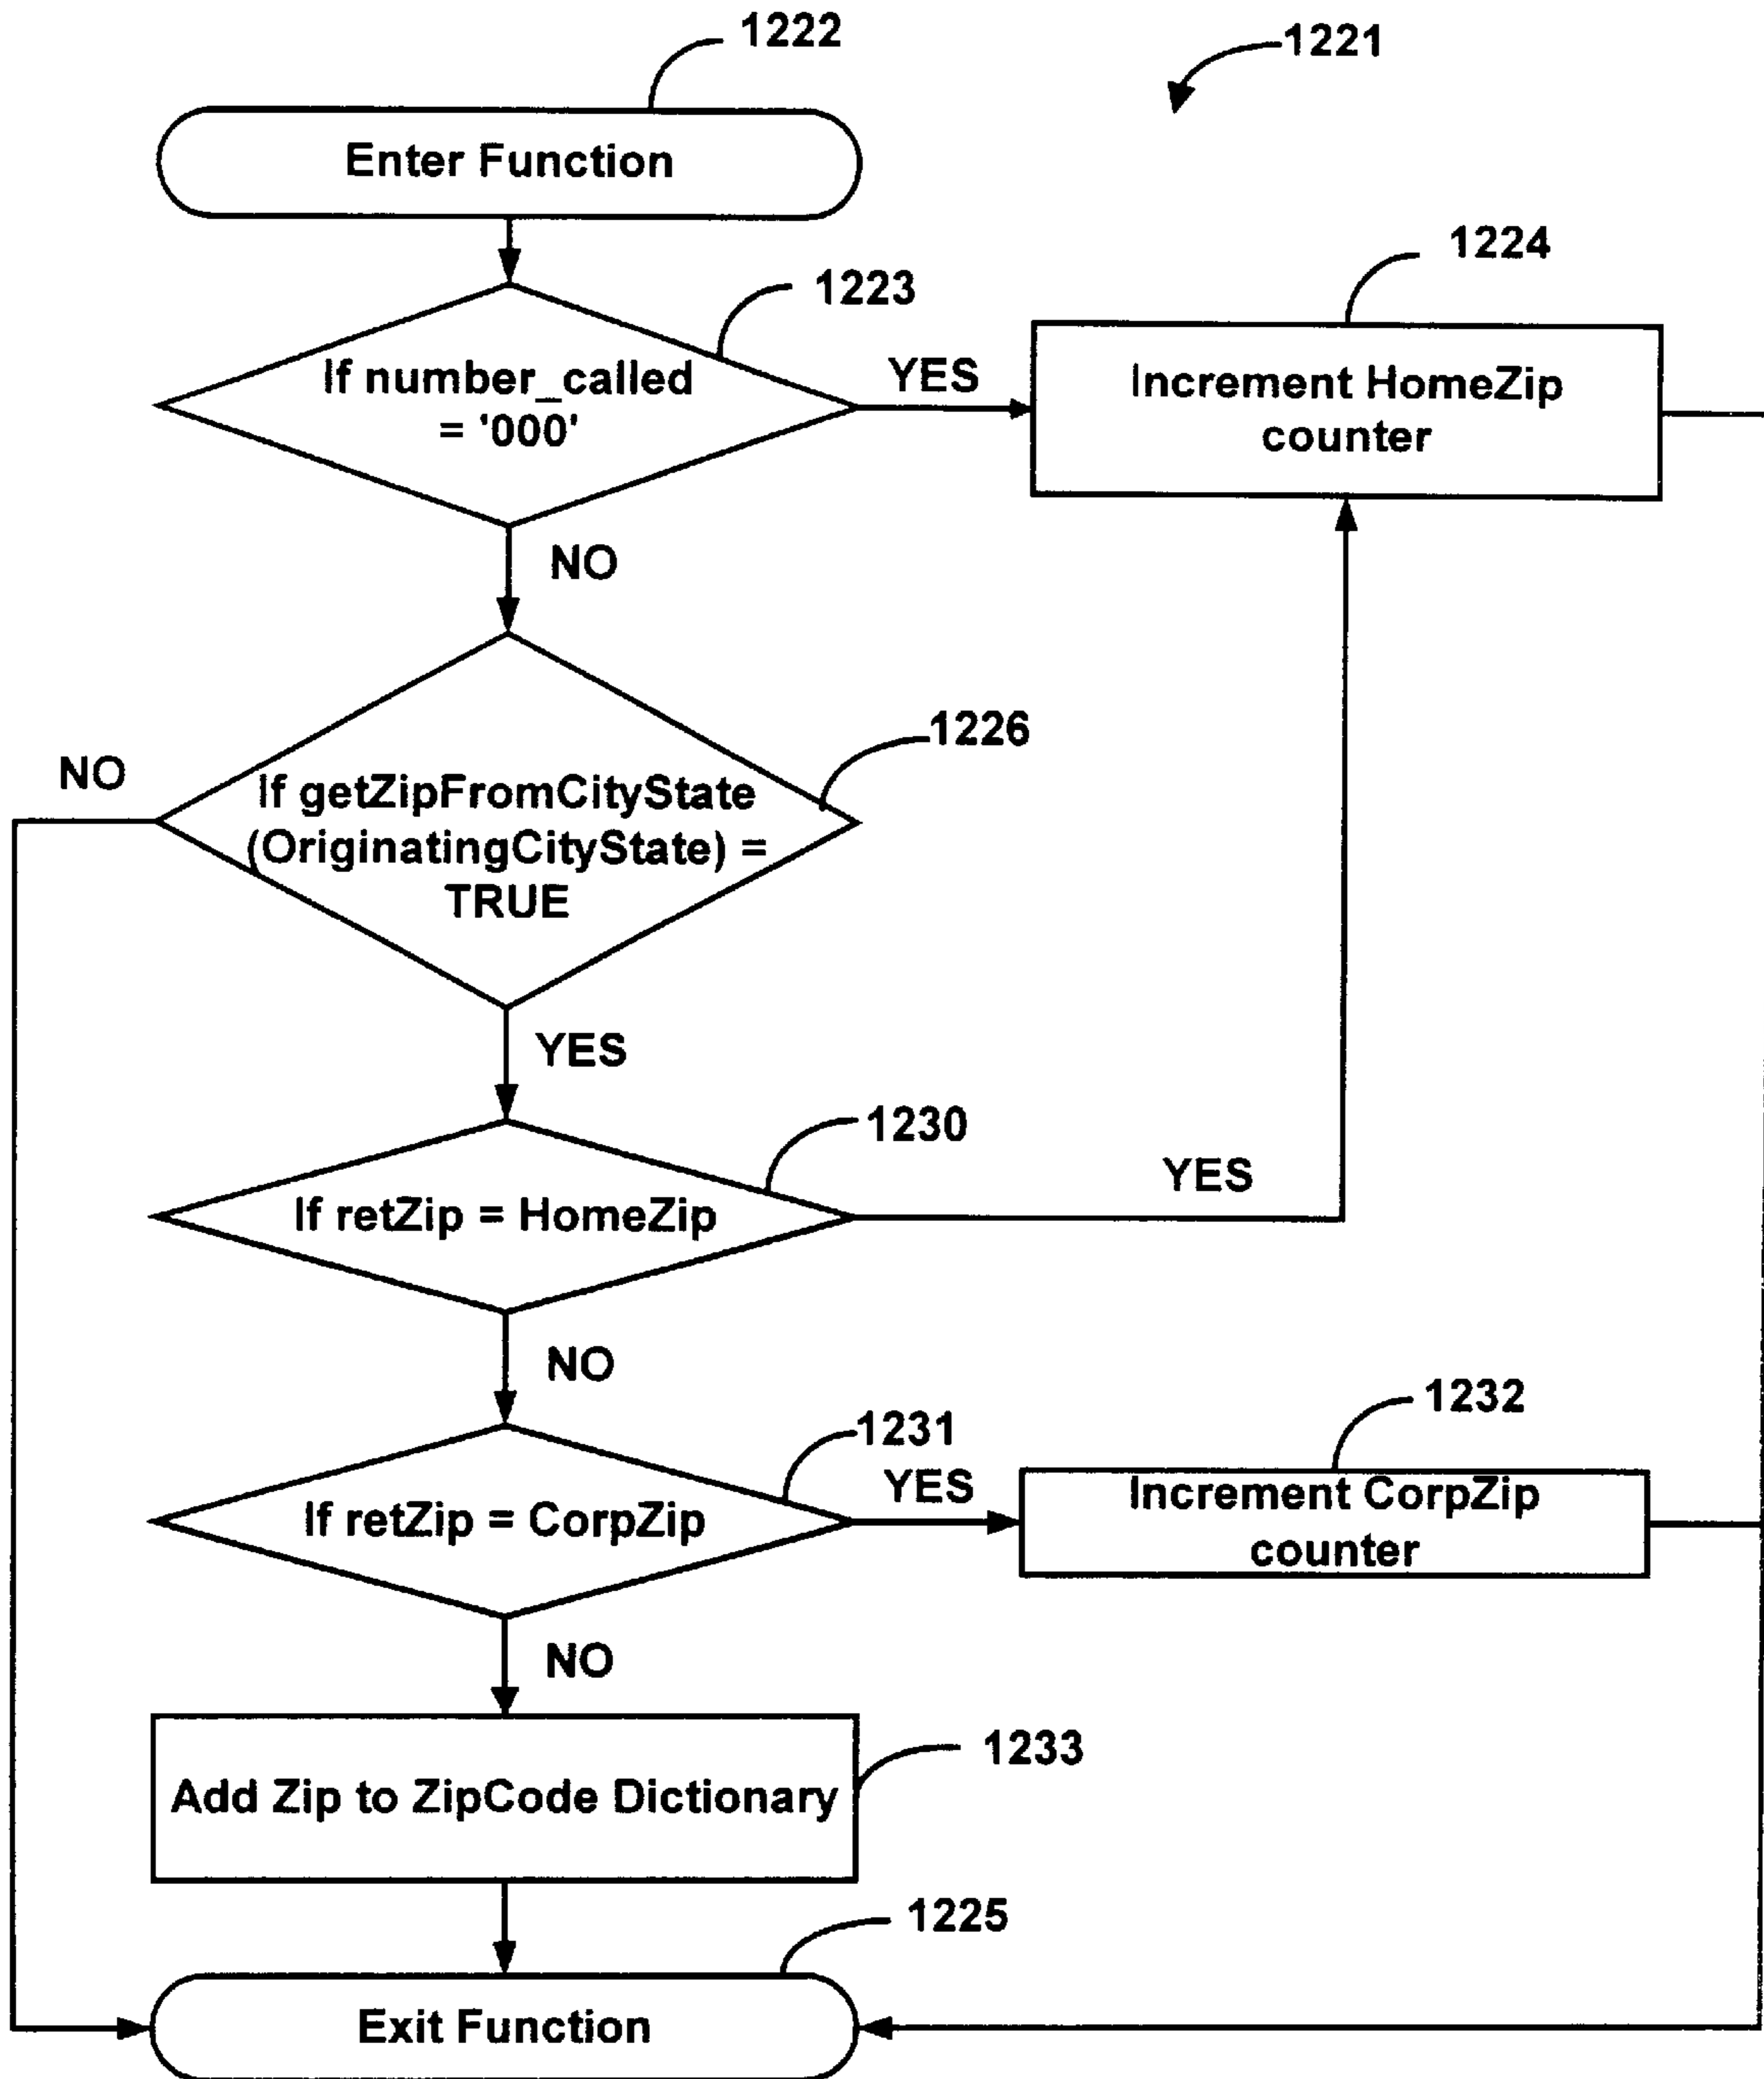 1222
1221
Enter Function
1224
1223
If number_called
= '000'
YES
Increment HomeZip
counter
NO
1226
NO
If getZipFromCityState
(OriginatingCityState) =
TRUE
YES
1230
YES
If retZip = HomeZip
NO
1232
1231
YES
Increment CorpZip
counter
If retZip = CorpZip
NO
1233
Add Zip to ZipCode Dictionary
1225
Exit Function